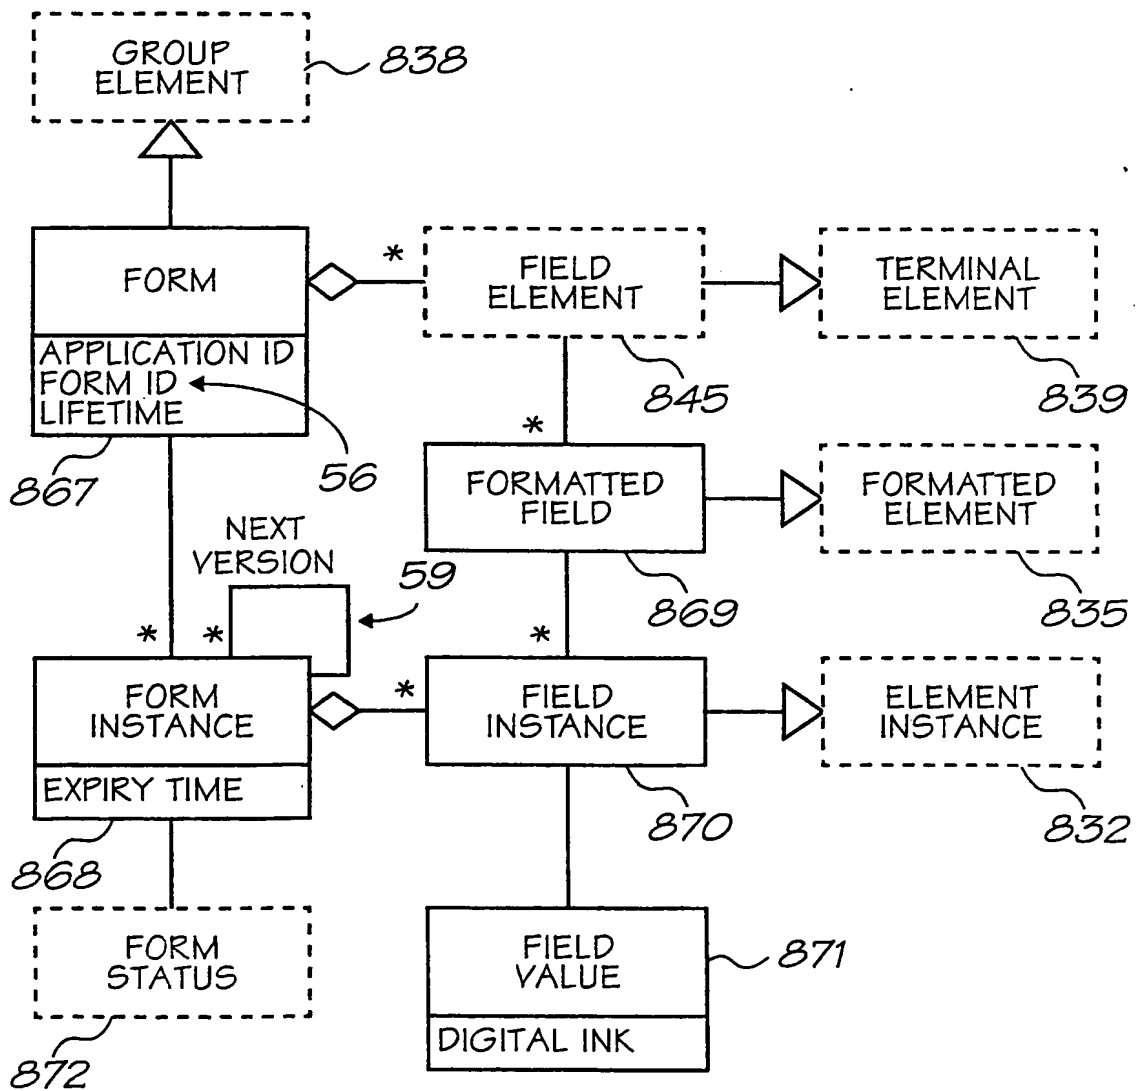 GROUP
ELEMENT
838
FORM
*
FIELD
ELEMENT
TERMINAL
ELEMENT
APPLICATION ID
FORM ID
LIFETIME
845
839
867
56
*
FORMATTED
FIELD
FORMATTED
ELEMENT
NEXT
VERSION
59
869
835
*
*
*
FORM
INSTANCE
*
FIELD
INSTANCE
ELEMENT
INSTANCE
EXPIRY TIME
870
832
868
FORM
STATUS
FIELD
VALUE
871
DIGITAL INK
872